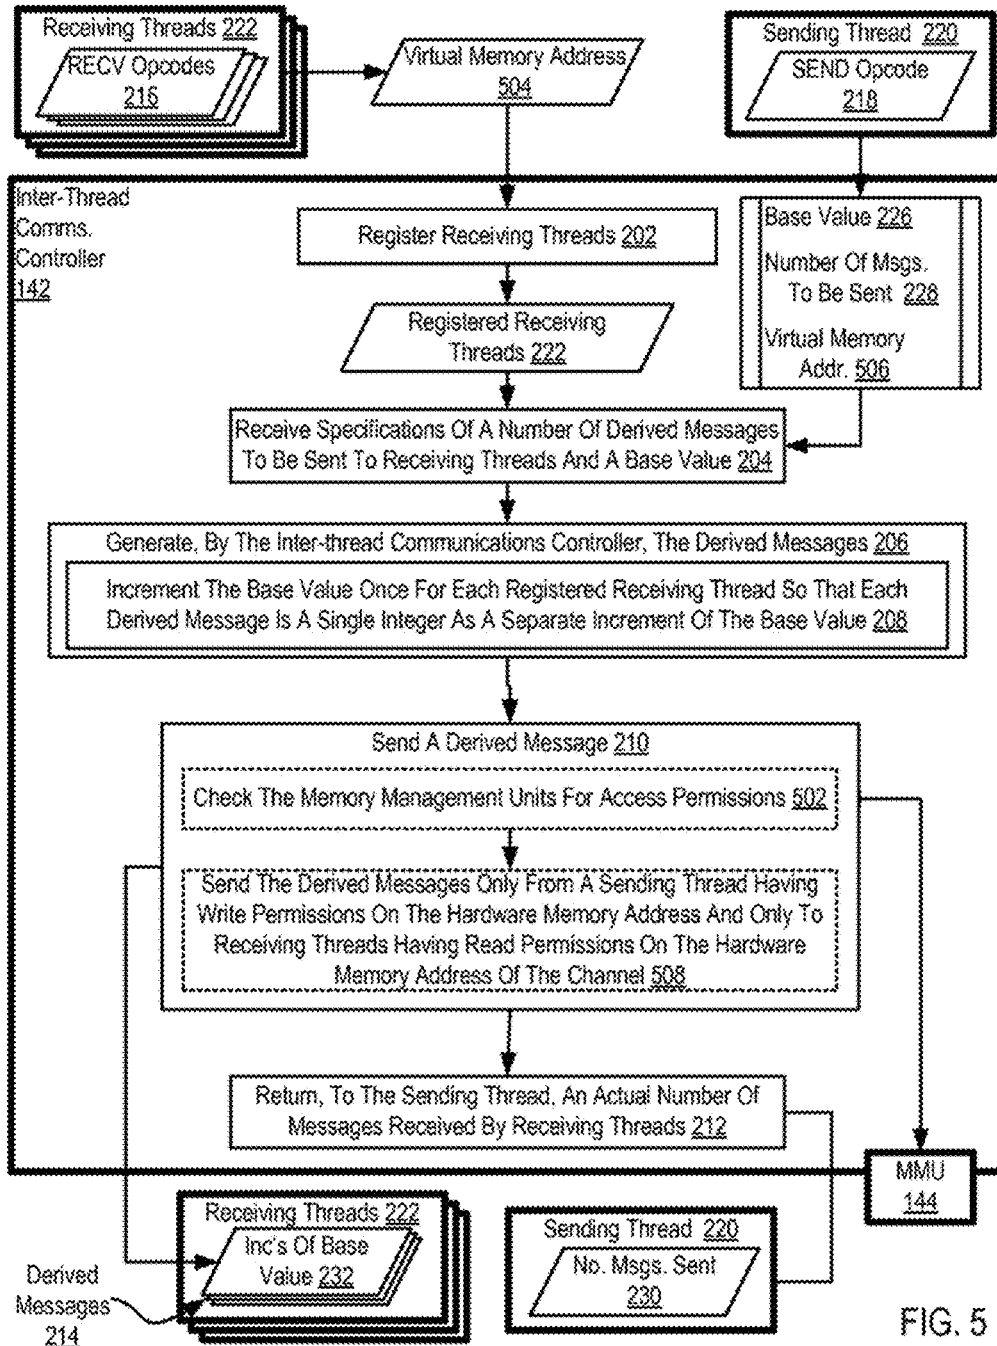 Receiving Threads 222
RECV Opcodes
216
Virtual Memory Address
504
Sending Thread 220
SEND Opcode
218
Inter-Thread
Comms.
Controller
142
Register Receiving Threads 202
Base Value 226
Number Of Msgs.
To Be Sent 228
Virtual Memory
Addr. 506
Registered Receiving
Threads 222
Receive Specifications Of A Number Of Derived Messages
To Be Sent To Receiving Threads And A Base Value 204
Generate, By The Inter-thread Communications Controller, The Derived Messages 206
Increment The Base Value Once For Each Registered Receiving Thread So That Each
Derived Message Is A Single Integer As A Separate Increment Of The Base Value 208
Send A Derived Message 210
Check The Memory Management Units For Access Permissions 502
Send The Derived Messages Only From A Sending Thread Having
Write Permissions On The Hardware Memory Address And Only To
Receiving Threads Having Read Permissions On The Hardware
Memory Address Of The Channel 508
Return, To The Sending Thread, An Actual Number Of
Messages Received By Receiving Threads 212
MMU
144
Receiving Threads 222
Inc's Of Base
Value 232
Derived
Messages
214
Sending Thread 220
No. Msgs. Sent
230
FIG. 5